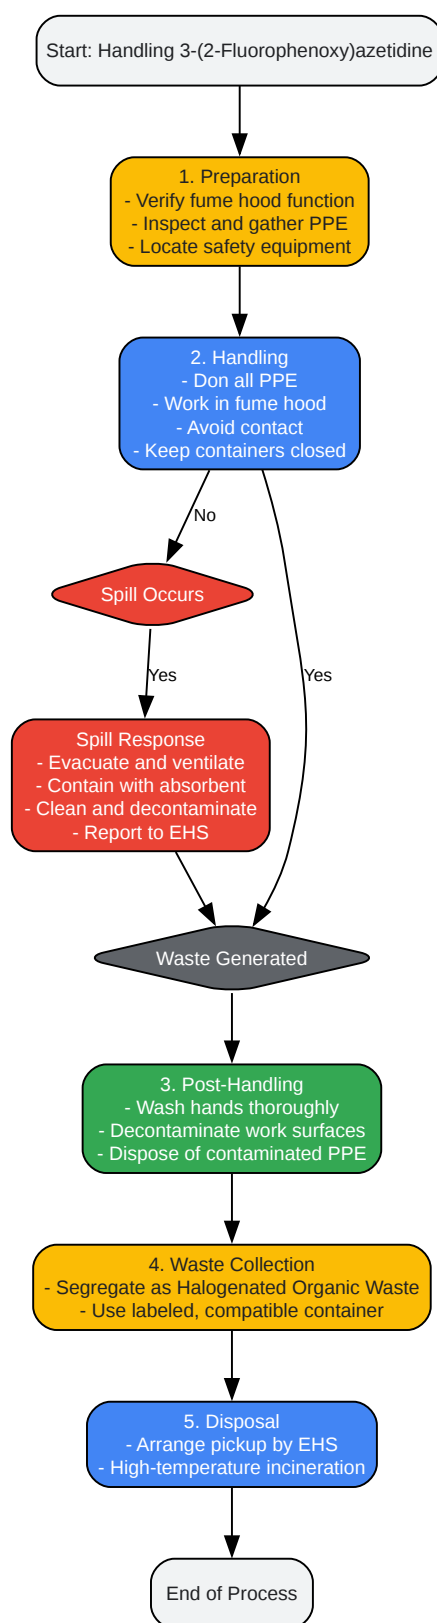 Start: Handling 3-(2-Fluorophenoxy)azetidine
1. Preparation
- Verify fume hood function
- Inspect and gather PPE
- Locate safety equipment
2. Handling
- Don all PPE
- Work in fume hood
- Avoid contact
- Keep containers closed
No
Spill Occurs
Yes
Yes
Spill Response
- Evacuate and ventilate
- Contain with absorbent
- Clean and decontaminate
- Report to EHS
Waste Generated
3. Post-Handling
- Wash hands thoroughly
- Decontaminate work surfaces
- Dispose of contaminated PPE
4. Waste Collection
- Segregate as Halogenated Organic Waste
- Use labeled, compatible container
5. Disposal
- Arrange pickup by EHS
- High-temperature incineration
End of Process